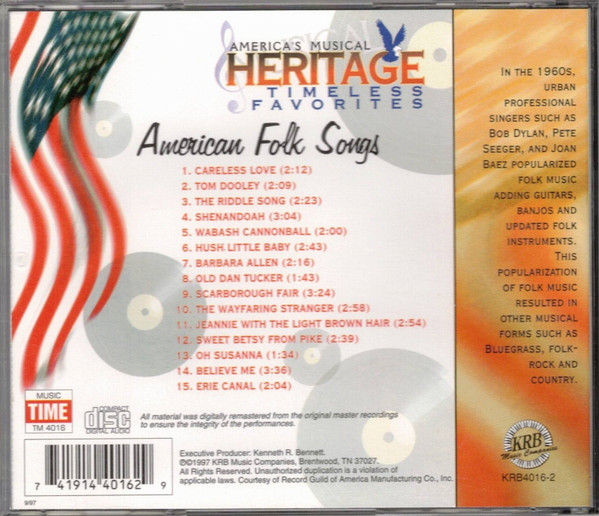 AMERICA'S MUSICAL
HERITAGE
TIMELESS
FAVORITES
American Folk Songs
1. CARELESS LOVE (2:12)
2. TOM DOOLEY (2:09)
3. THE RIDDLE SONG (2:23)
4. SHENANDOAH (3:04)
5. WABASH CANNONBALL (2:00)
6. HUSH LITTLE BABY (2:43)
7. BARBARA ALLEN (2:16)
8. OLD DAN TUCKER (1:43)
9. SCARBOROUGH FAIR (3:24)
10. THE WAYFARING STRANGER (2:58)
11. JEANNIE WITH THE LIGHT BROWN HAIR (2:54)
12. SWEET BETSY FROM PIKE (2:39)
13. OH SUSANNA (1:34)
14. BELIEVE ME (3:36)
15. ERIE CANAL (2:04)
IN THE 1960S,
URBAN
PROFESSIONAL
SINGERS SUCH AS
BOB DYLAN, PETE
SEEGER, AND JOAN
BAEZ POPULARIZED
FOLK MUSIC
ADDING GUITARS,
BANJOS AND
UPDATED FOLK
INSTRUMENTS.
THIS
POPULARIZATION
OF FOLK MUSIC
RESULTED IN
OTHER MUSICAL
FORMS SUCH AS
BLUEGRASS, FOLK-
ROCK AND
COUNTRY.
MUSIC
TIME
TM 4016
COMPACT
disc
DIGITAL AUDIO
All material was digitally remastered from the original master recordings
to ensure the integrity of the performances.
Executive Producer: Kenneth R. Bennett.
℗©1997 KRB Music Companies, Brentwood, TN 37027.
All Rights Reserved. Unauthorized duplication is a violation of
applicable laws. Courtesy of Record Guild of America Manufacturing Co., Inc.
7 41914 40162 9
9/97
KRB
Music Companies
KRB4016-2